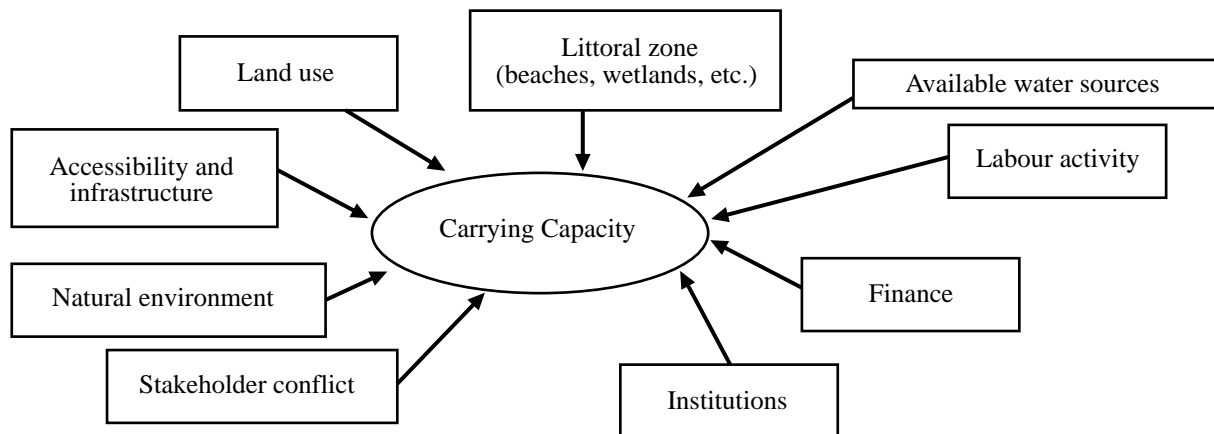 Littoral zone
(beaches, wetlands, etc.)
Land use
Available water sources
Accessibility and
infrastructure
Labour activity
Carrying Capacity
Natural environment
Finance
Stakeholder conflict
Institutions